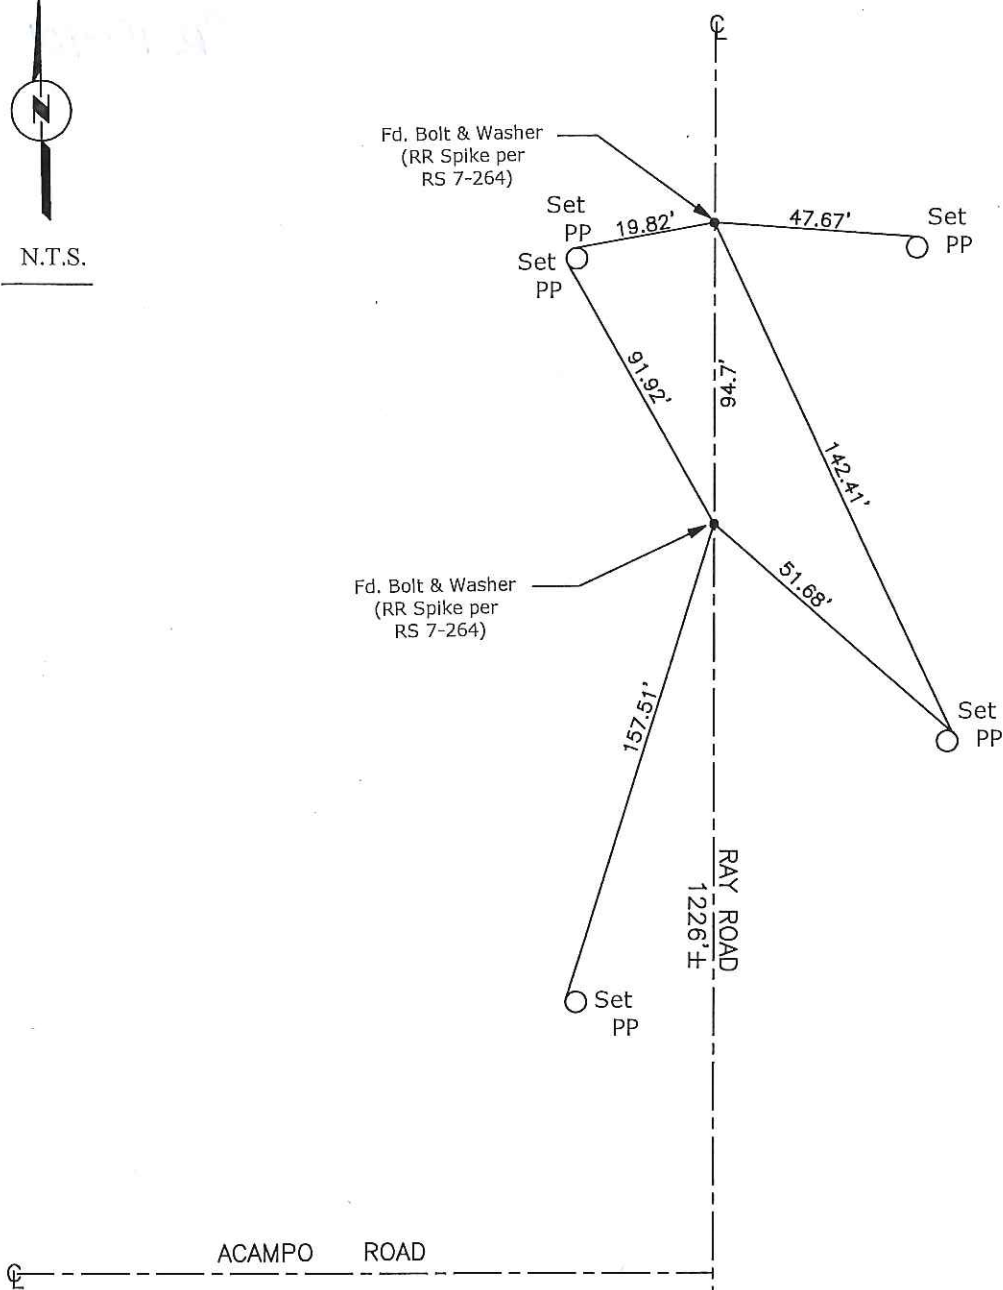 ℄
N
N.T.S.
Fd. Bolt & Washer
(RR Spike per
RS 7-264)
Set
PP
19.82'
47.67'
Set
PP
Set
PP
91.92'
94.7'
142.41'
Fd. Bolt & Washer
(RR Spike per
RS 7-264)
51.68'
157.51'
Set
PP
RAY ROAD
1226'±
Set
PP
ACAMPO ROAD
℄